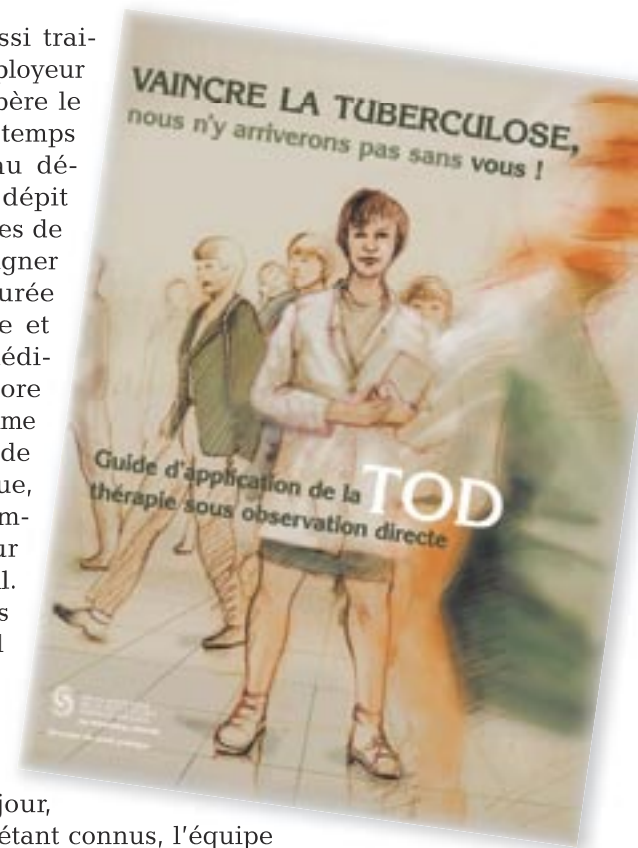 ssi trai-
ployeur
père le
temps
nu dé-
dépit
es de
gner
urée
e et
édi-
ore
me
de
ue,
m-
ur
l.
s
l
jour,
étant connus, l'équipe
VAINCRE LA TUBERCULOSE,
nous n'y arriverons pas sans vous !
Guide d'application de la TOD
thérapie sous observation directe